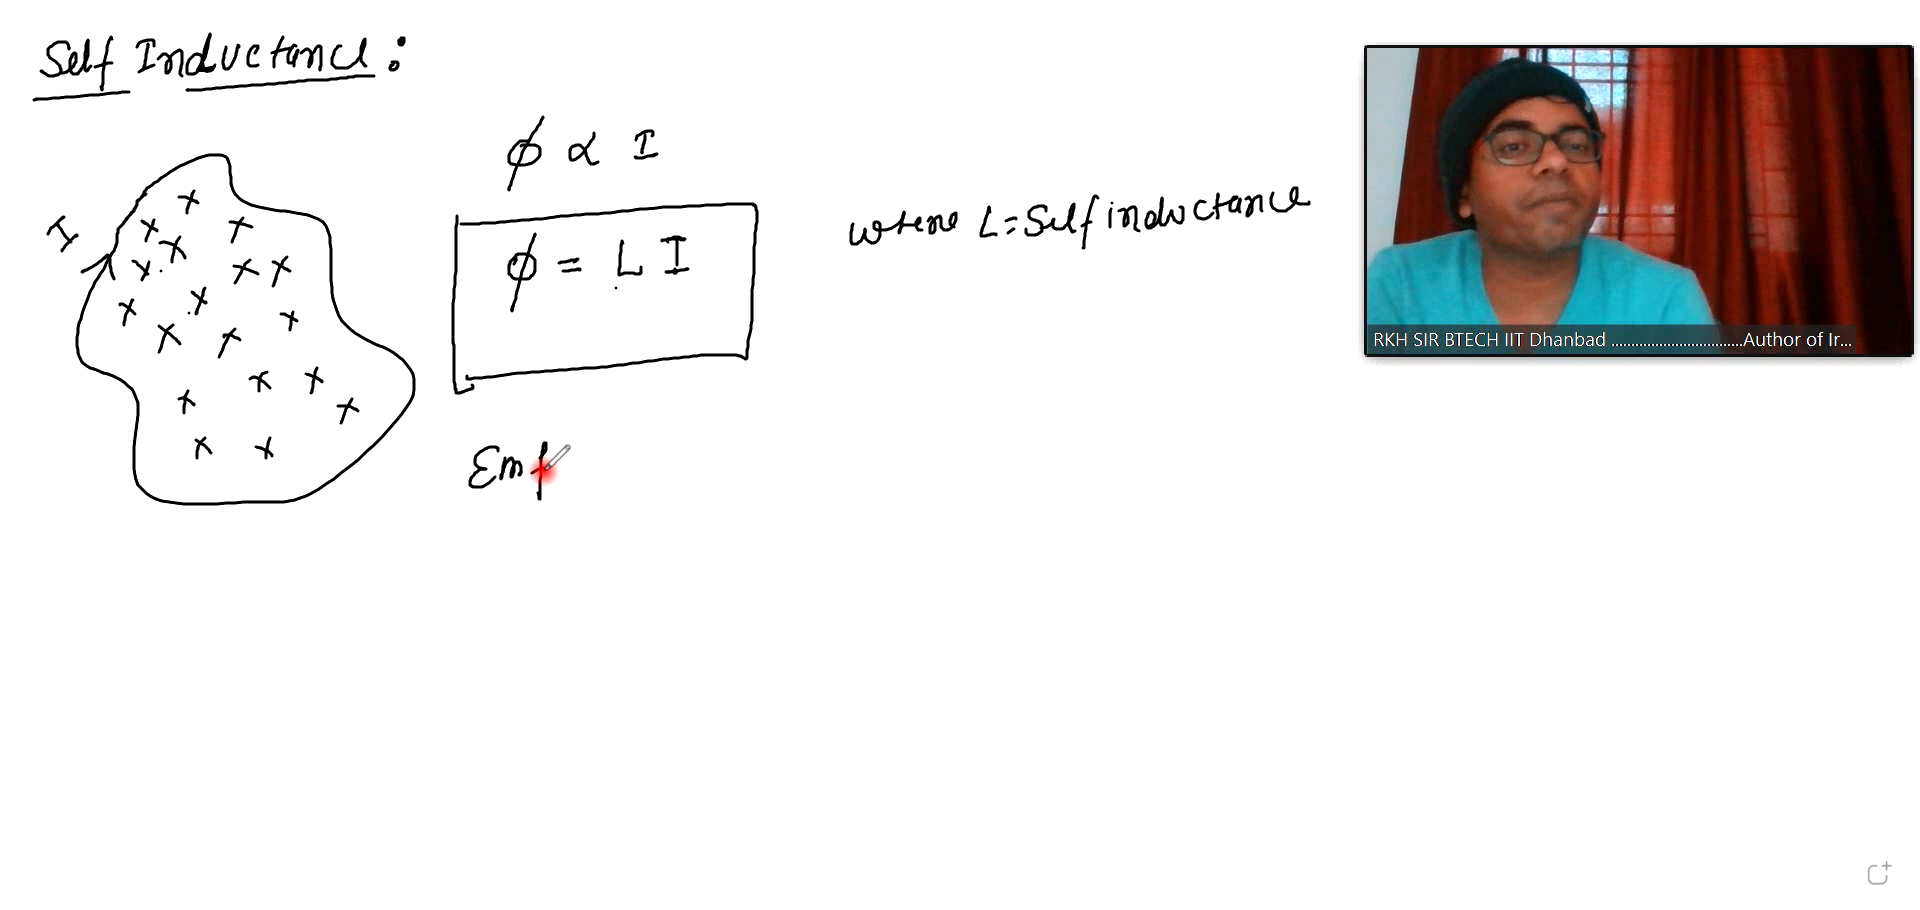 Self Inductance:
I
ϕ ∝ I
ϕ = L I
where L = Self inductance
Emf
RKH SIR BTECH IIT Dhanbad ..................................Author of Ir...